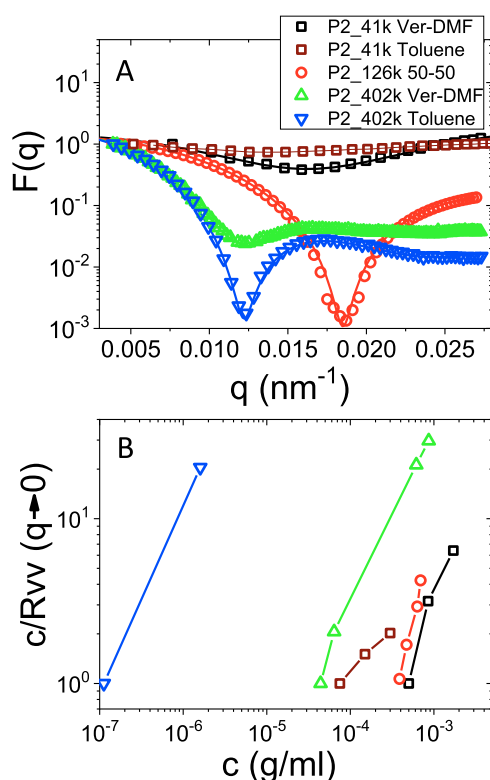 P2_41k Ver-DMF
P2_41k Toluene
P2_126k 50-50
P2_402k Ver-DMF
P2_402k Toluene
A
10¹
10⁰
10⁻¹
10⁻²
10⁻³
F(q)
0.005 0.010 0.015 0.020 0.025
q (nm⁻¹)
B
10¹
10⁰
c/Rvv (q→0)
10⁻⁷ 10⁻⁶ 10⁻⁵ 10⁻⁴ 10⁻³
c (g/ml)